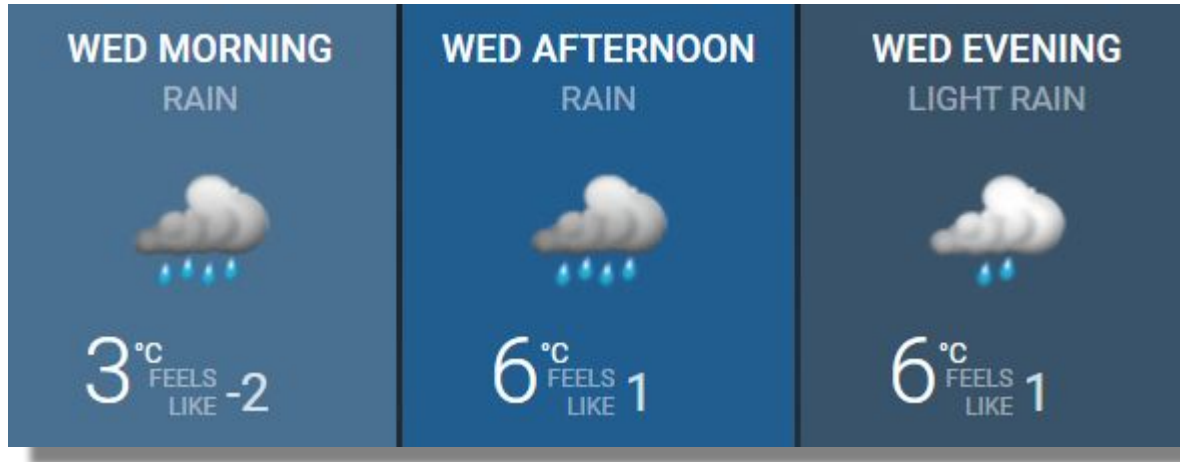 WED MORNING
RAIN
3 °C
FEELS
LIKE -2
WED AFTERNOON
RAIN
6 °C
FEELS
LIKE 1
WED EVENING
LIGHT RAIN
6 °C
FEELS
LIKE 1